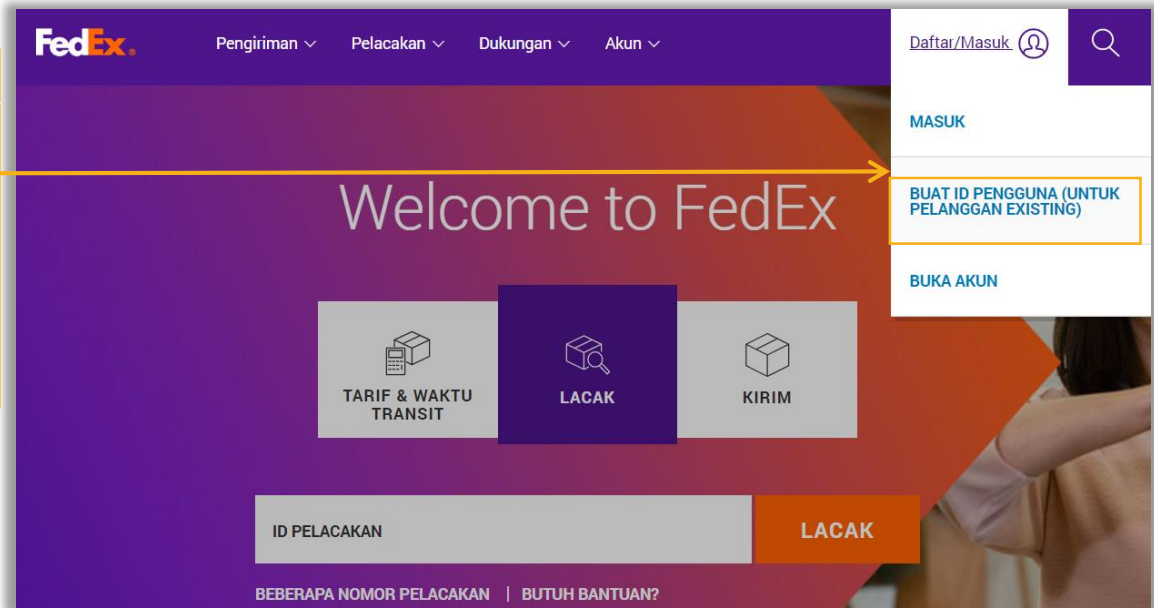 FedEx.
Pengiriman Pelacakan Dukungan Akun Daftar/Masuk
MASUK
BUAT ID PENGGUNA (UNTUK
PELANGGAN EXISTING)
BUKA AKUN
Welcome to FedEx
TARIF & WAKTU
TRANSIT
LACAK
KIRIM
ID PELACAKAN
LACAK
BEBERAPA NOMOR PELACAKAN | BUTUH BANTUAN?